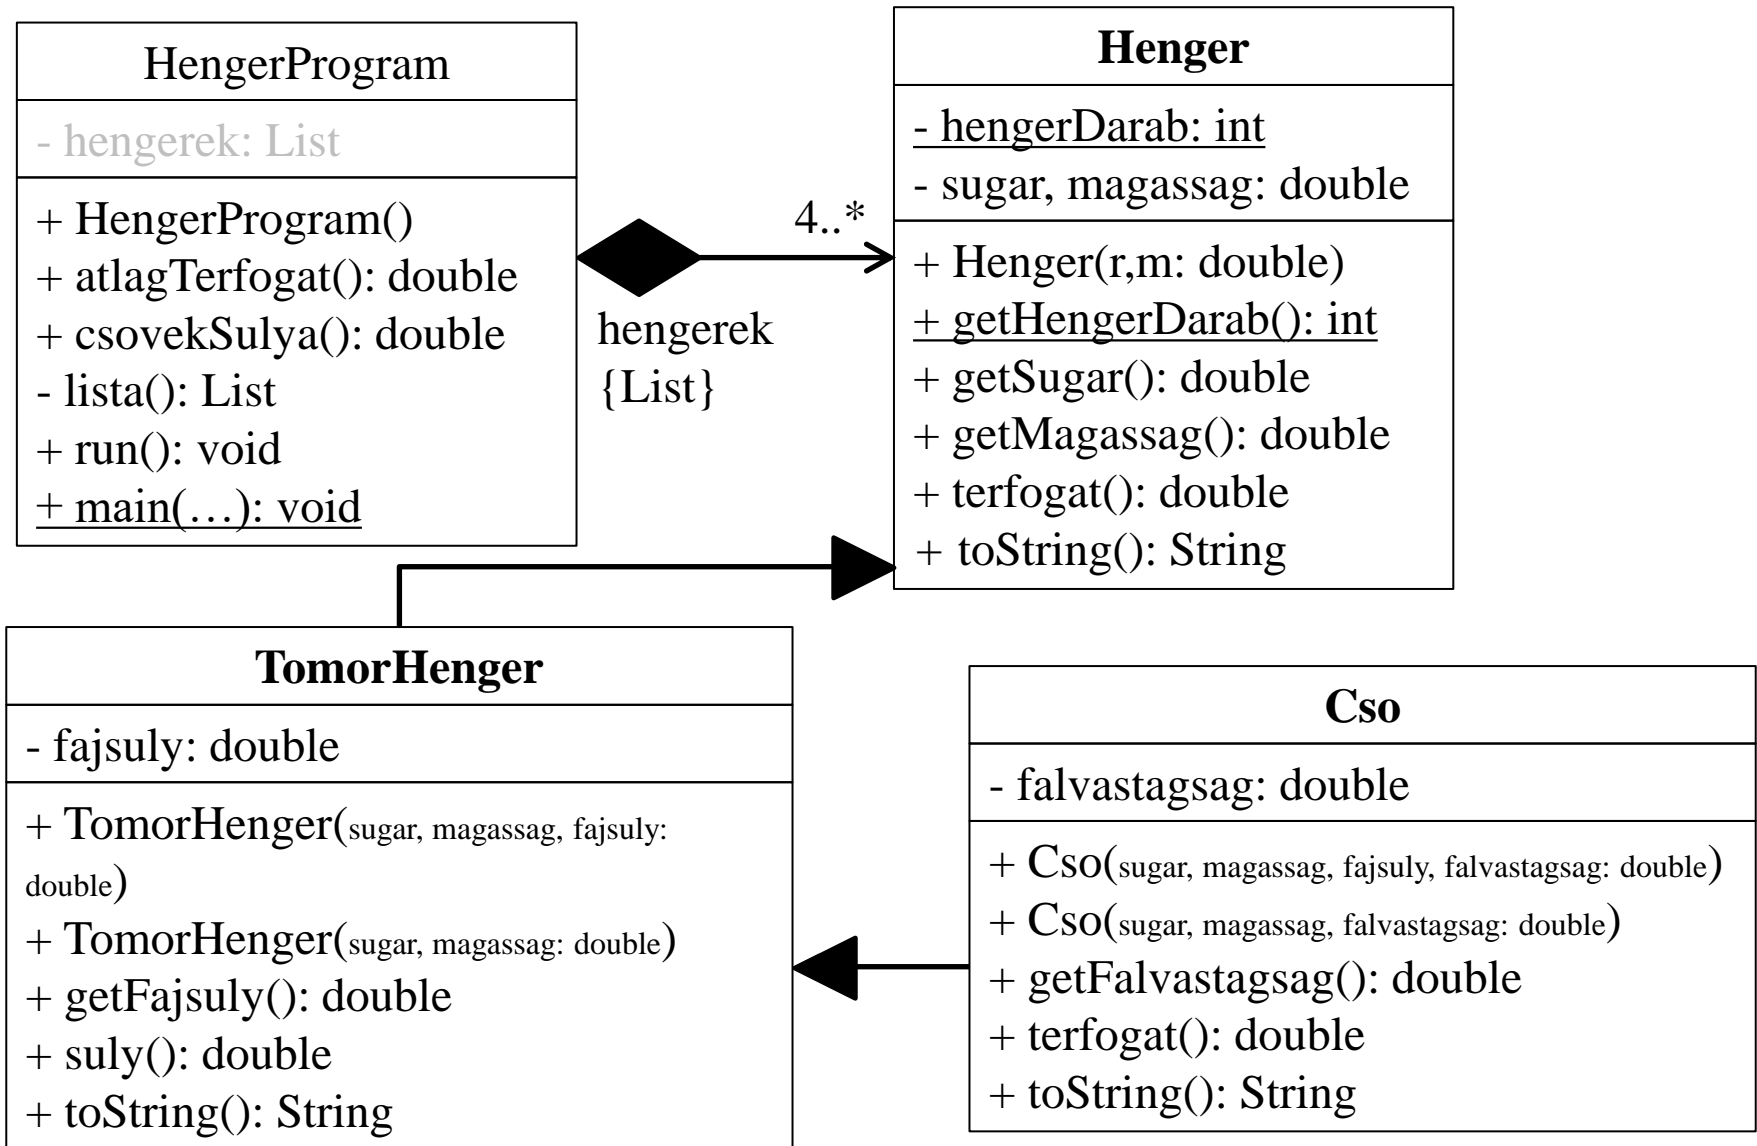 HengerProgram
- hengerek: List
+ HengerProgram()
+ atlagTerfogat(): double
+ csovekSulya(): double
- lista(): List
+ run(): void
+ main(…): void
4..*
hengerek
{List}
Henger
- hengerDarab: int
- sugar, magassag: double
+ Henger(r,m: double)
+ getHengerDarab(): int
+ getSugar(): double
+ getMagassag(): double
+ terfogat(): double
+ toString(): String
TomorHenger
- fajsuly: double
+ TomorHenger(sugar, magassag, fajsuly:
double)
+ TomorHenger(sugar, magassag: double)
+ getFajsuly(): double
+ suly(): double
+ toString(): String
Cso
- falvastagsag: double
+ Cso(sugar, magassag, fajsuly, falvastagsag: double)
+ Cso(sugar, magassag, falvastagsag: double)
+ getFalvastagsag(): double
+ terfogat(): double
+ toString(): String